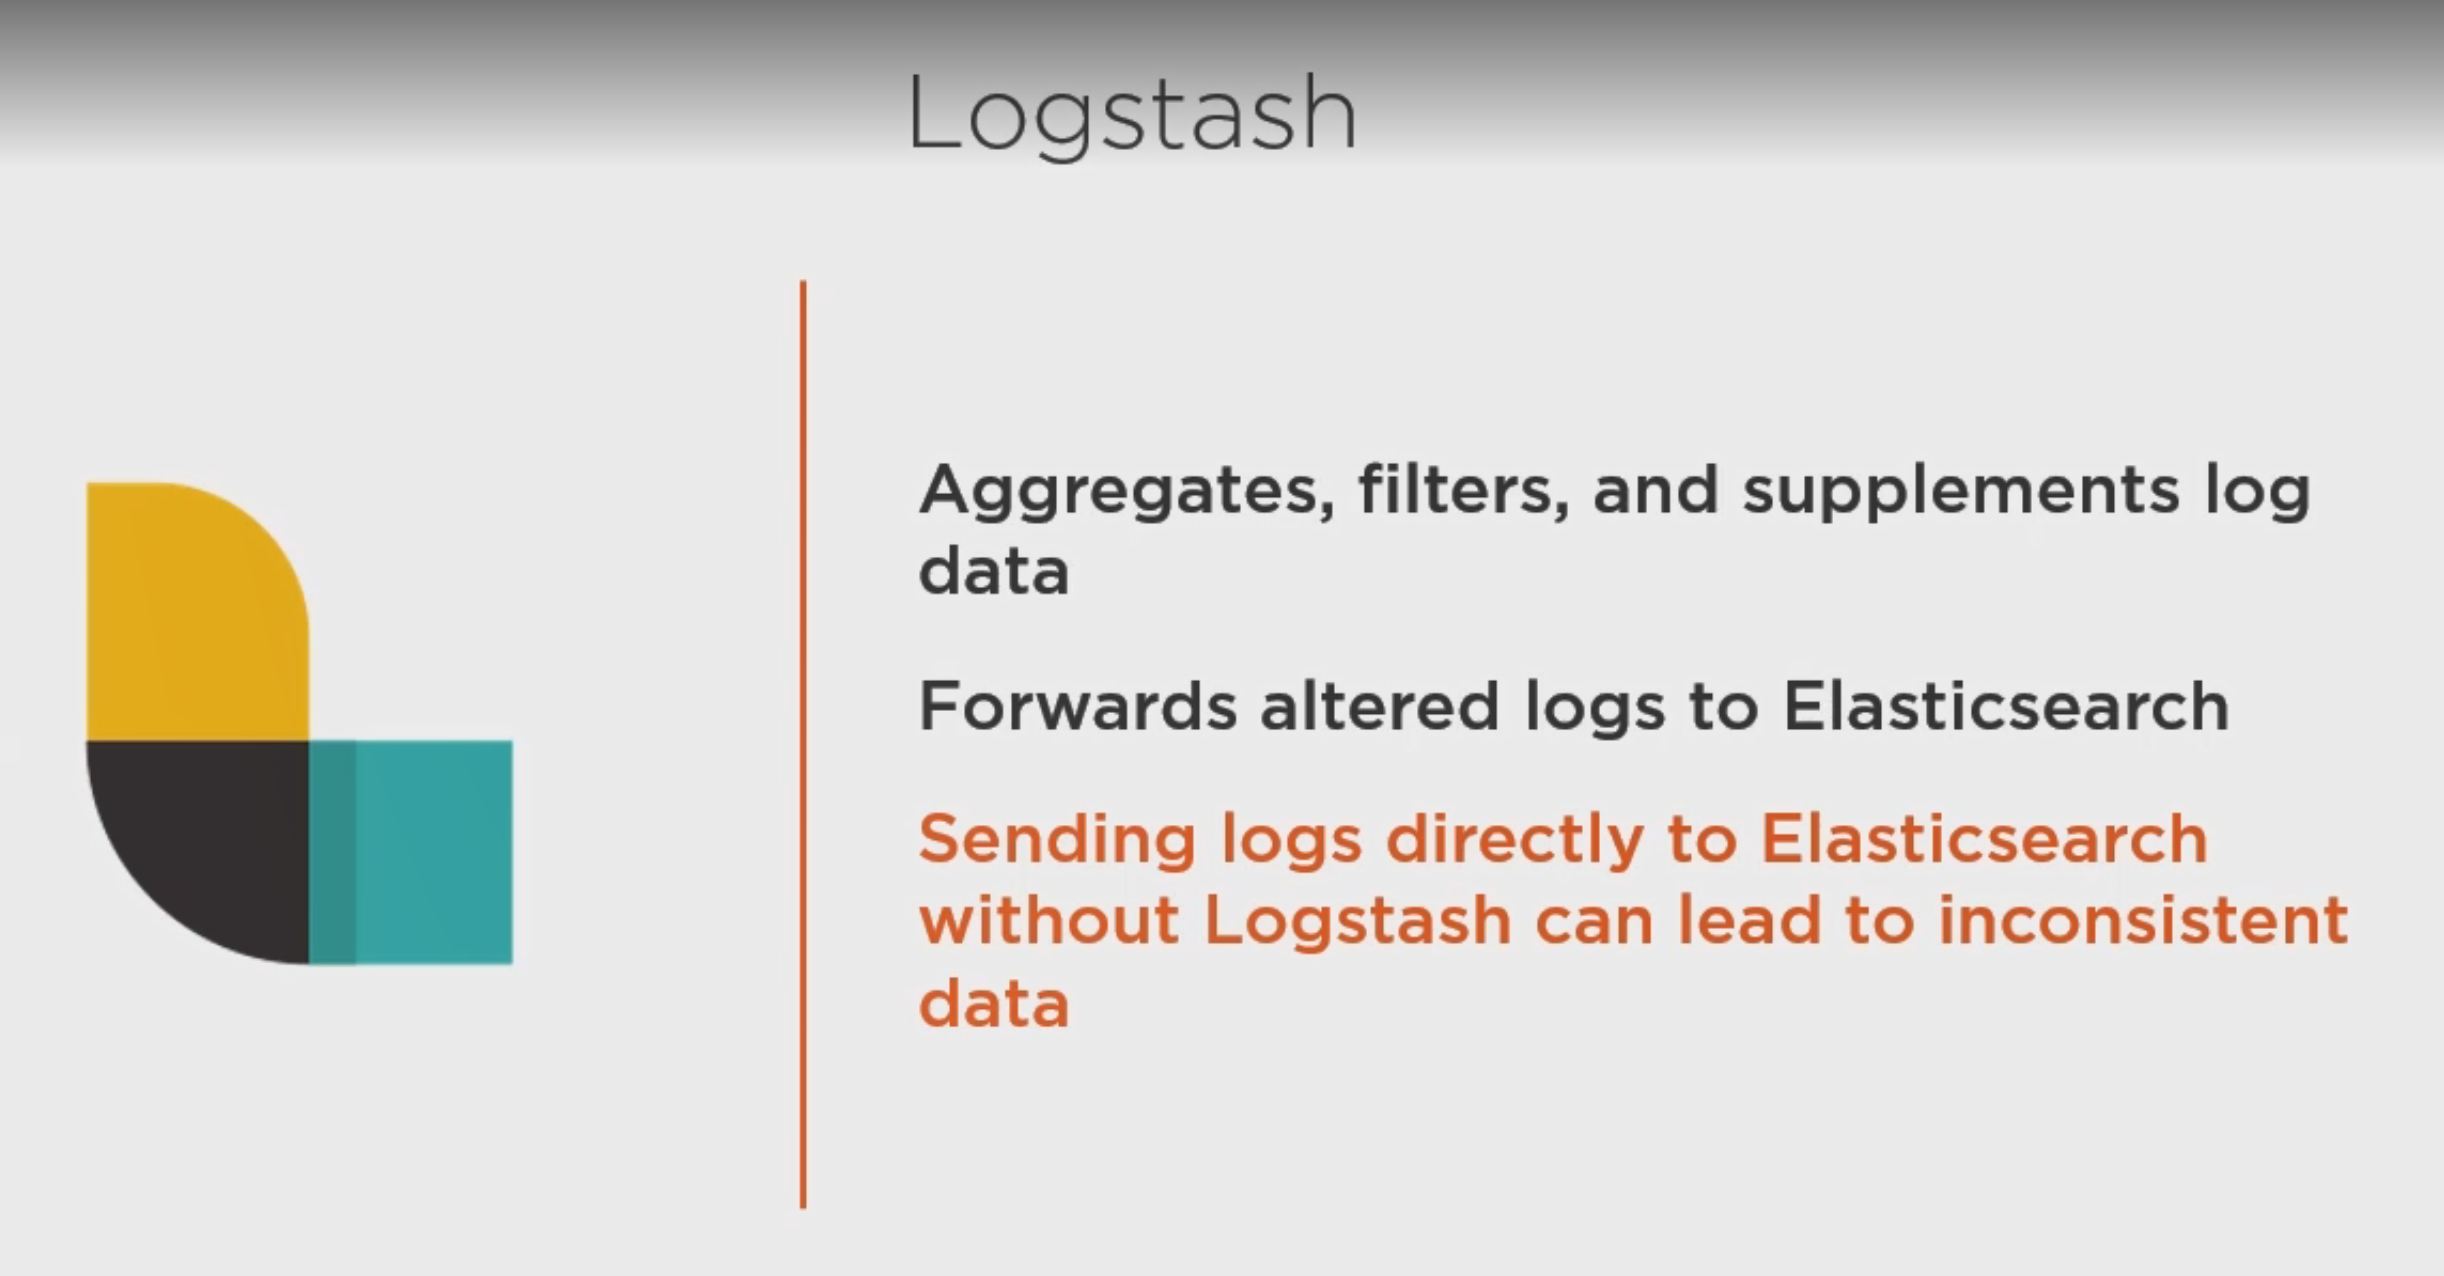 Logstash
Aggregates, filters, and supplements log
data
Forwards altered logs to Elasticsearch
Sending logs directly to Elasticsearch
without Logstash can lead to inconsistent
data